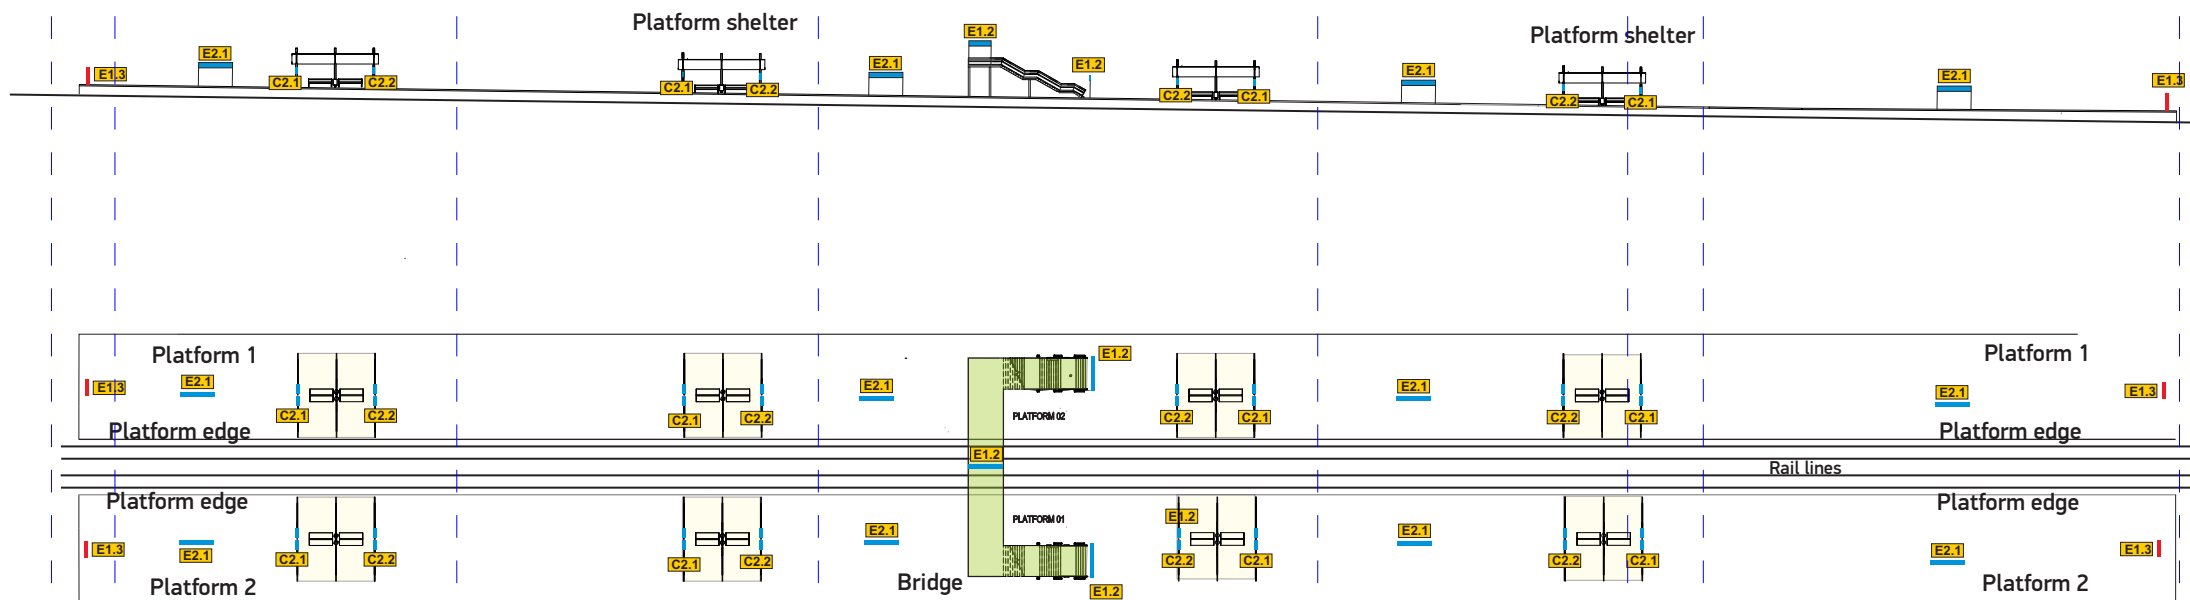 Platform shelter
Platform shelter
E1.2
E2.1
E1.3
C2.1
C2.2
C2.1
C2.2
E2.1
E1.2
C2.2
C2.1
E2.1
C2.2
C2.1
E2.1
E1.3
Platform 1
Platform 1
E1.3
E2.1
C2.1
C2.2
C2.1
C2.2
E2.1
E1.2
PLATFORM 02
C2.2
C2.1
E2.1
C2.2
C2.1
E2.1
E1.3
Platform edge
Platform edge
E1.2
Rail lines
Platform edge
Platform edge
PLATFORM 01
E1.2
E1.3
E2.1
C2.1
C2.2
C2.1
C2.2
E2.1
C2.2
C2.1
E2.1
C2.2
C2.1
E2.1
E1.3
Platform 2
Bridge
E1.2
Platform 2